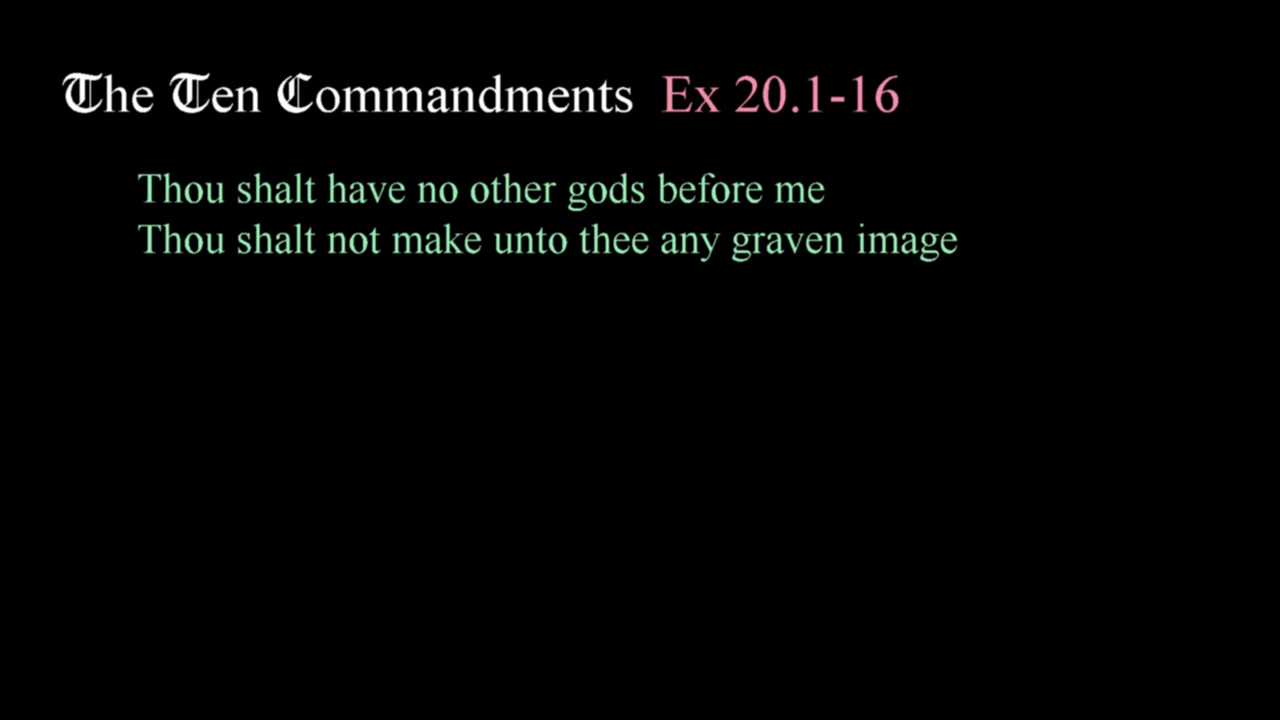 The Ten Commandments Ex 20.1-16
Thou shalt have no other gods before me
Thou shalt not make unto thee any graven image